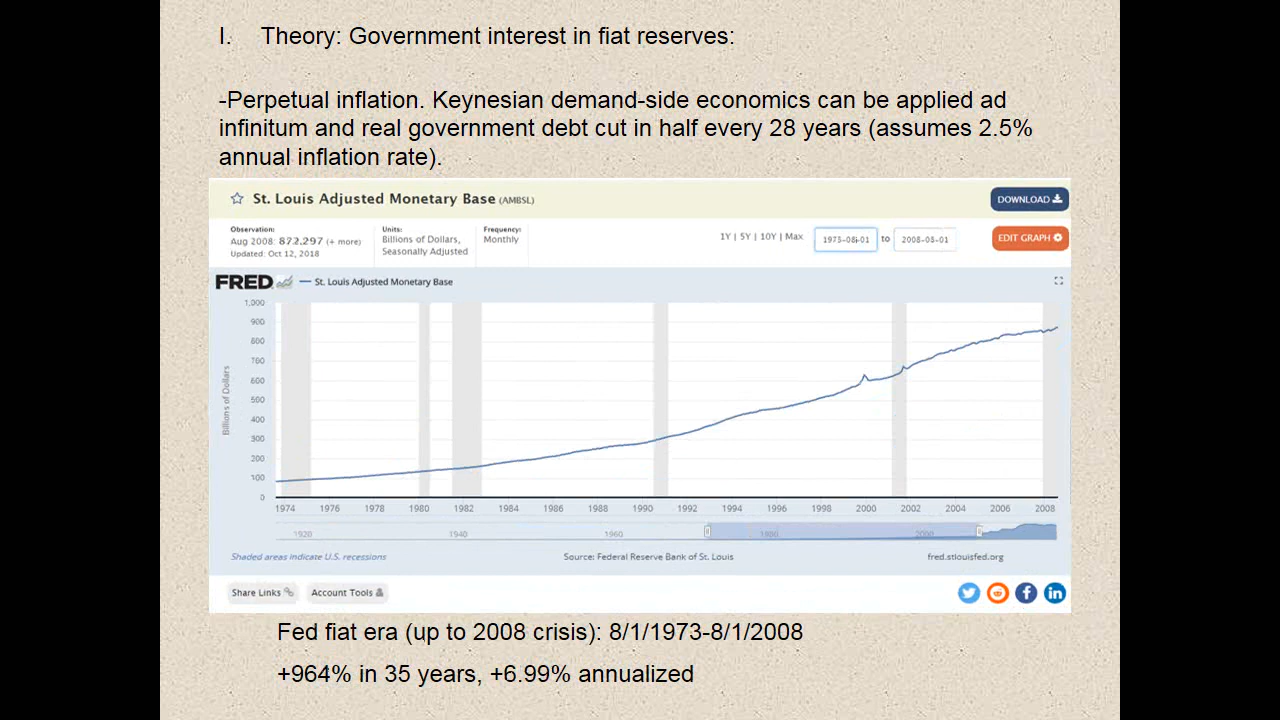 I. Theory: Government interest in fiat reserves:
-Perpetual inflation. Keynesian demand-side economics can be applied ad
infinitum and real government debt cut in half every 28 years (assumes 2.5%
annual inflation rate).
St. Louis Adjusted Monetary Base (AMBSL)
DOWNLOAD
Observation:
Aug 2008: 872.297 (+ more)
Updated: Oct 12, 2018
Units:
Billions of Dollars,
Seasonally Adjusted
Frequency:
Monthly
1Y | 5Y | 10Y | Max
1973-08-01 to 2008-08-01
EDIT GRAPH
FRED
St. Louis Adjusted Monetary Base
1,000
900
800
700
600
500
400
300
200
100
0
Billions of Dollars
1974 1976 1978 1980 1982 1984 1986 1988 1990 1992 1994 1996 1998 2000 2002 2004 2006 2008
1920 1940 1960 1980 2000
Shaded areas indicate U.S. recessions
Source: Federal Reserve Bank of St. Louis
fred.stlouisfed.org
Share Links
Account Tools
Fed fiat era (up to 2008 crisis): 8/1/1973-8/1/2008
+964% in 35 years, +6.99% annualized